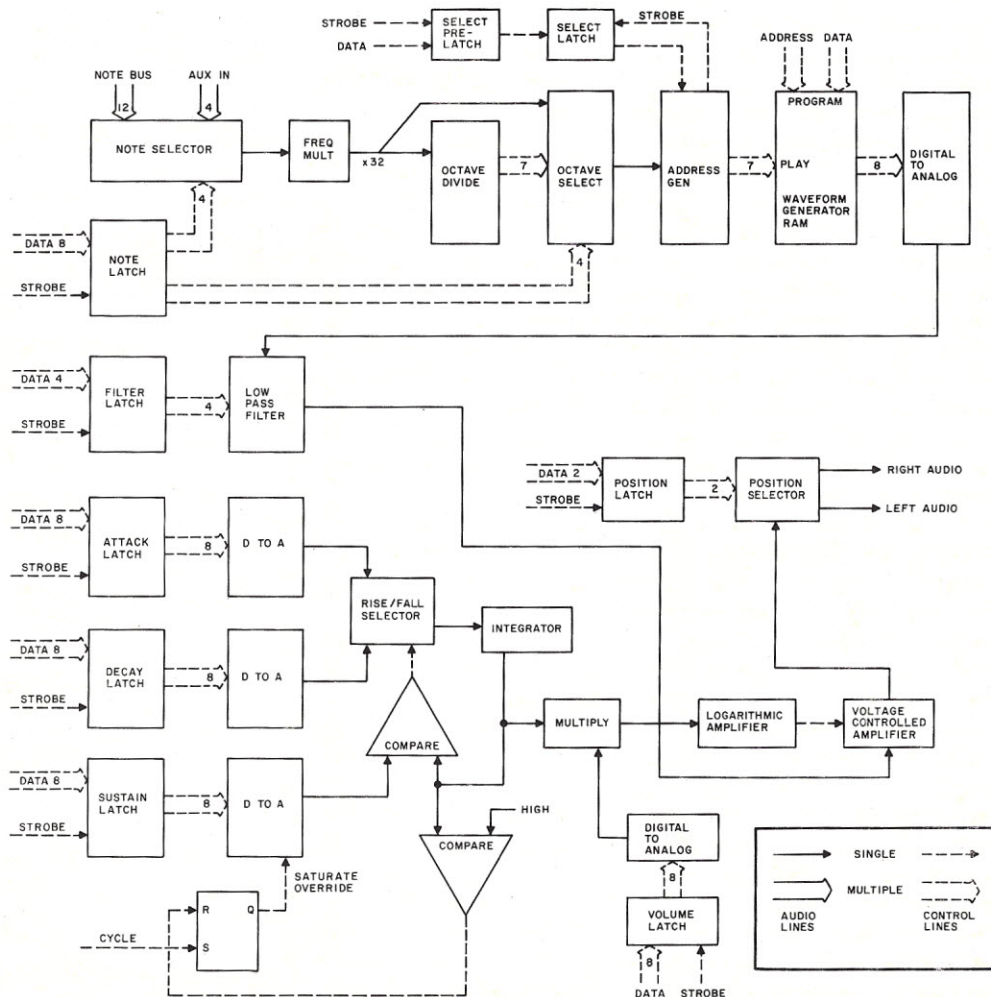 STROBE
DATA
SELECT
PRE-
LATCH
SELECT
LATCH
STROBE
ADDRESS DATA
NOTE BUS
12
AUX IN
4
NOTE SELECTOR
FREQ
MULT
x 32
OCTAVE
DIVIDE
7
OCTAVE
SELECT
ADDRESS
GEN
7
PROGRAM
PLAY
WAVEFORM
GENERATOR
RAM
8
DIGITAL
TO
ANALOG
4
DATA 8
STROBE
NOTE
LATCH
4
DATA 4
STROBE
FILTER
LATCH
4
LOW
PASS
FILTER
DATA 2
STROBE
POSITION
LATCH
2
POSITION
SELECTOR
RIGHT AUDIO
LEFT AUDIO
DATA 8
STROBE
ATTACK
LATCH
8
D TO A
RISE/FALL
SELECTOR
INTEGRATOR
DATA 8
STROBE
DECAY
LATCH
8
D TO A
COMPARE
MULTIPLY
LOGARITHMIC
AMPLIFIER
VOLTAGE
CONTROLLED
AMPLIFIER
DATA 8
STROBE
SUSTAIN
LATCH
8
D TO A
HIGH
COMPARE
DIGITAL
TO
ANALOG
8
VOLUME
LATCH
8
DATA
STROBE
SATURATE
OVERRIDE
CYCLE
R
Q
S
SINGLE
MULTIPLE
AUDIO
LINES
CONTROL
LINES